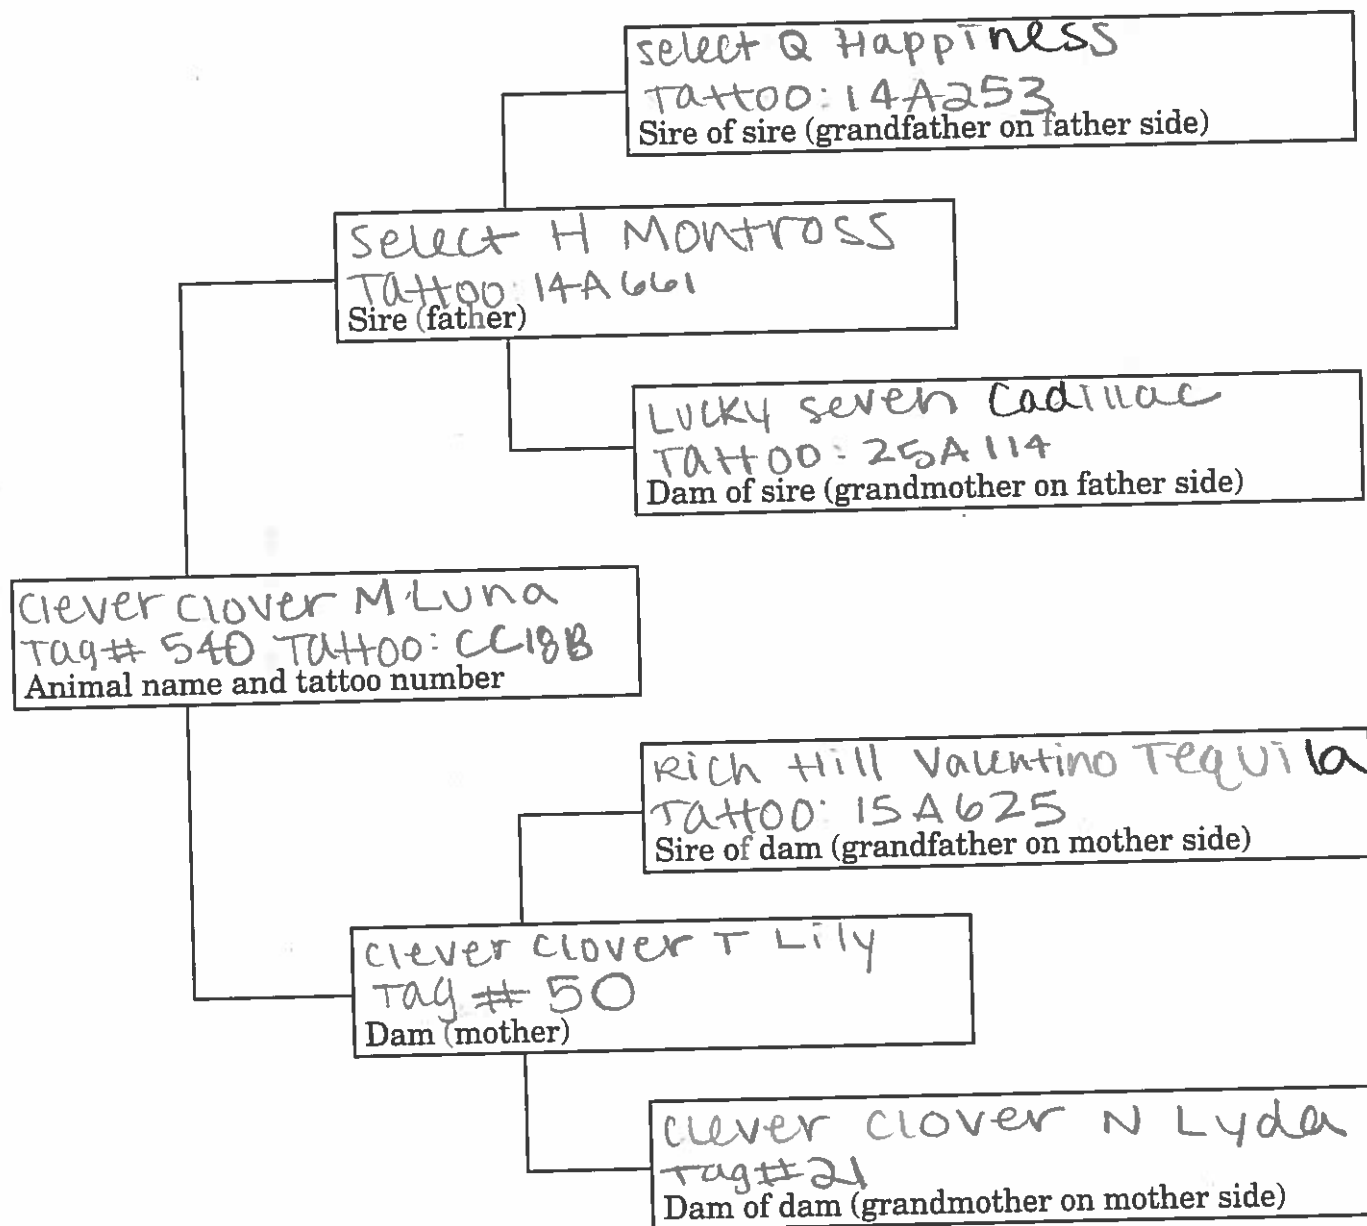 select Q Happiness
Tattoo: 14A253
Sire of sire (grandfather on father side)
Select H Montross
Tattoo: 14A661
Sire (father)
Lucky seven Cadillac
Tattoo: 25A114
Dam of sire (grandmother on father side)
Clever Clover M Luna
Tag# 540 Tattoo: CC18B
Animal name and tattoo number
Rich Hill Valentino Tequila
Tattoo: 15A625
Sire of dam (grandfather on mother side)
Clever Clover T Lily
Tag # 50
Dam (mother)
Clever Clover N Lyda
Tag# 21
Dam of dam (grandmother on mother side)